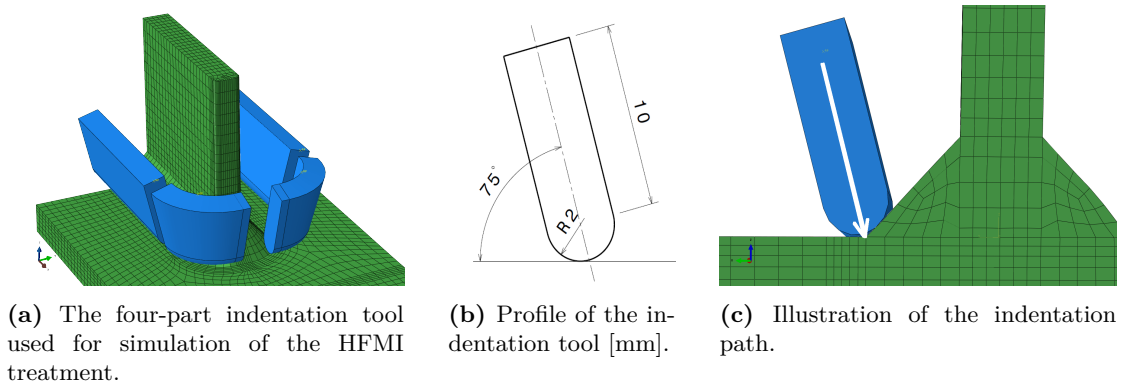 75°
R2
10
(a) The four-part indentation tool
used for simulation of the HFMI
treatment.
(b) Profile of the in-
dentation tool [mm].
(c) Illustration of the indentation
path.